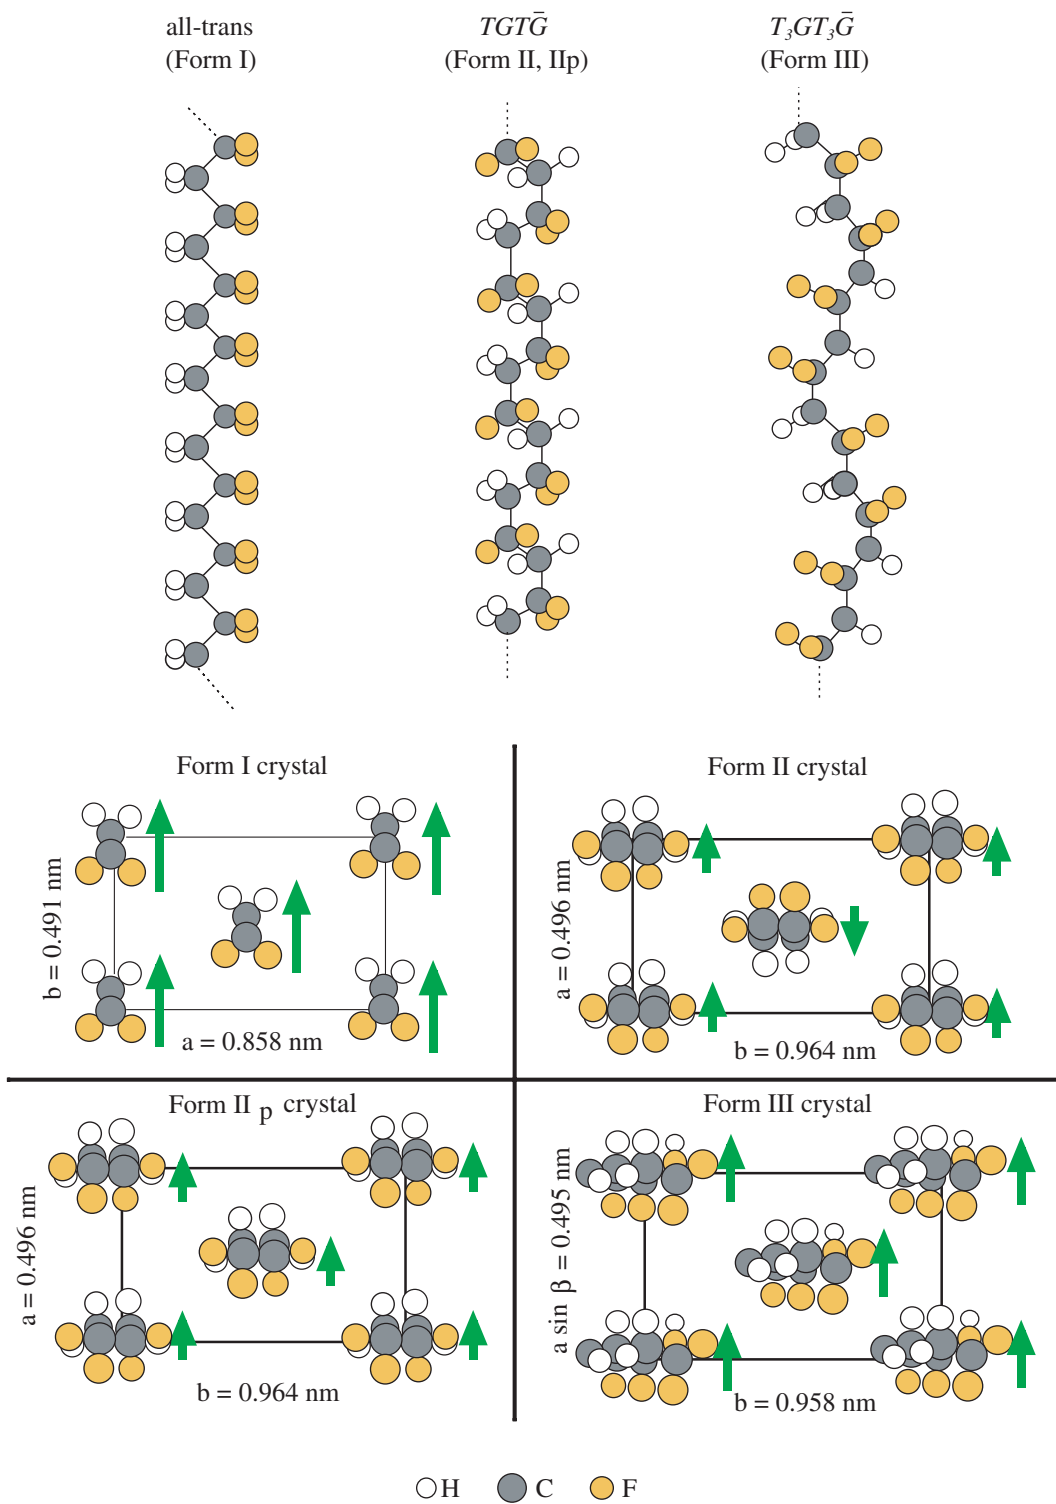 all-trans
(Form I)
TGTḠ
(Form II, IIp)
T₃GT₃Ḡ
(Form III)
Form I crystal
b = 0.491 nm
a = 0.858 nm
Form II crystal
a = 0.496 nm
b = 0.964 nm
Form II p crystal
a = 0.496 nm
b = 0.964 nm
Form III crystal
a sin β = 0.495 nm
b = 0.958 nm
H C F